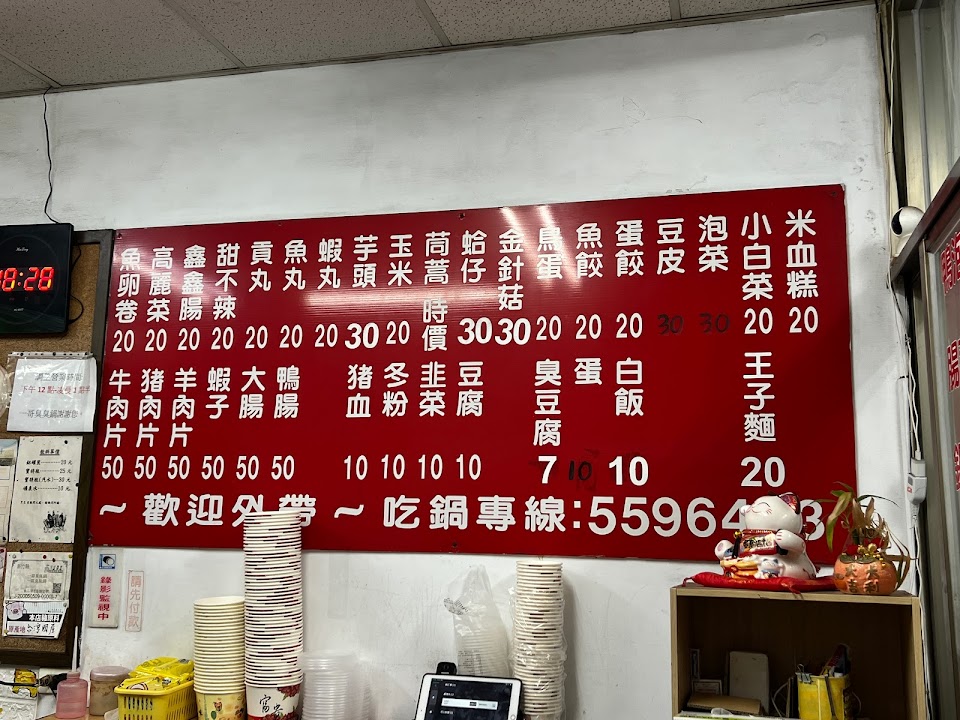 米血糕 20
小白菜 20
泡菜 30
豆皮 30
蛋餃 20
魚餃 20
鳥蛋 20
金針菇 30
蛤仔 30
茼蒿 時價
玉米 20
芋頭 30
蝦丸 20
魚丸 20
貢丸 20
甜不辣 20
鑫鑫腸 20
高麗菜 20
魚卵卷 20
王子麵 20
白飯 10
蛋 10
臭豆腐 7
豆腐 10
韭菜 10
冬粉 10
豬血 10
鴨腸 50
大腸 50
蝦子 50
羊肉片 50
豬肉片 50
牛肉片 50
~歡迎外帶~吃鍋專線:55964
3
錄影監視中
請先付款
富